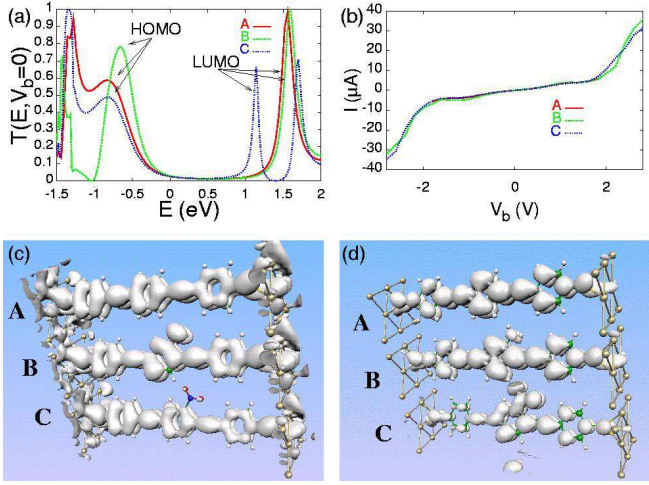 (a)
HOMO
LUMO
A
B
C
T(E,V_b=0)
1
0.9
0.8
0.7
0.6
0.5
0.4
0.3
0.2
0.1
0
-1.5 -1 -0.5 0 0.5 1 1.5 2
E (eV)
(b)
A
B
C
I (μA)
40
30
20
10
0
-10
-20
-30
-40
-2 0 2
V_b (V)
(c)
A
B
C
(d)
A
B
C